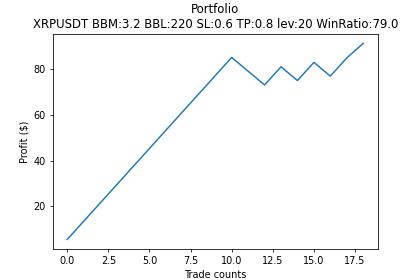 Portfolio
XRPUSDT BBM:3.2 BBL:220 SL:0.6 TP:0.8 lev:20 WinRatio:79.0
80
60
40
20
Profit ($)
0.0 2.5 5.0 7.5 10.0 12.5 15.0 17.5
Trade counts